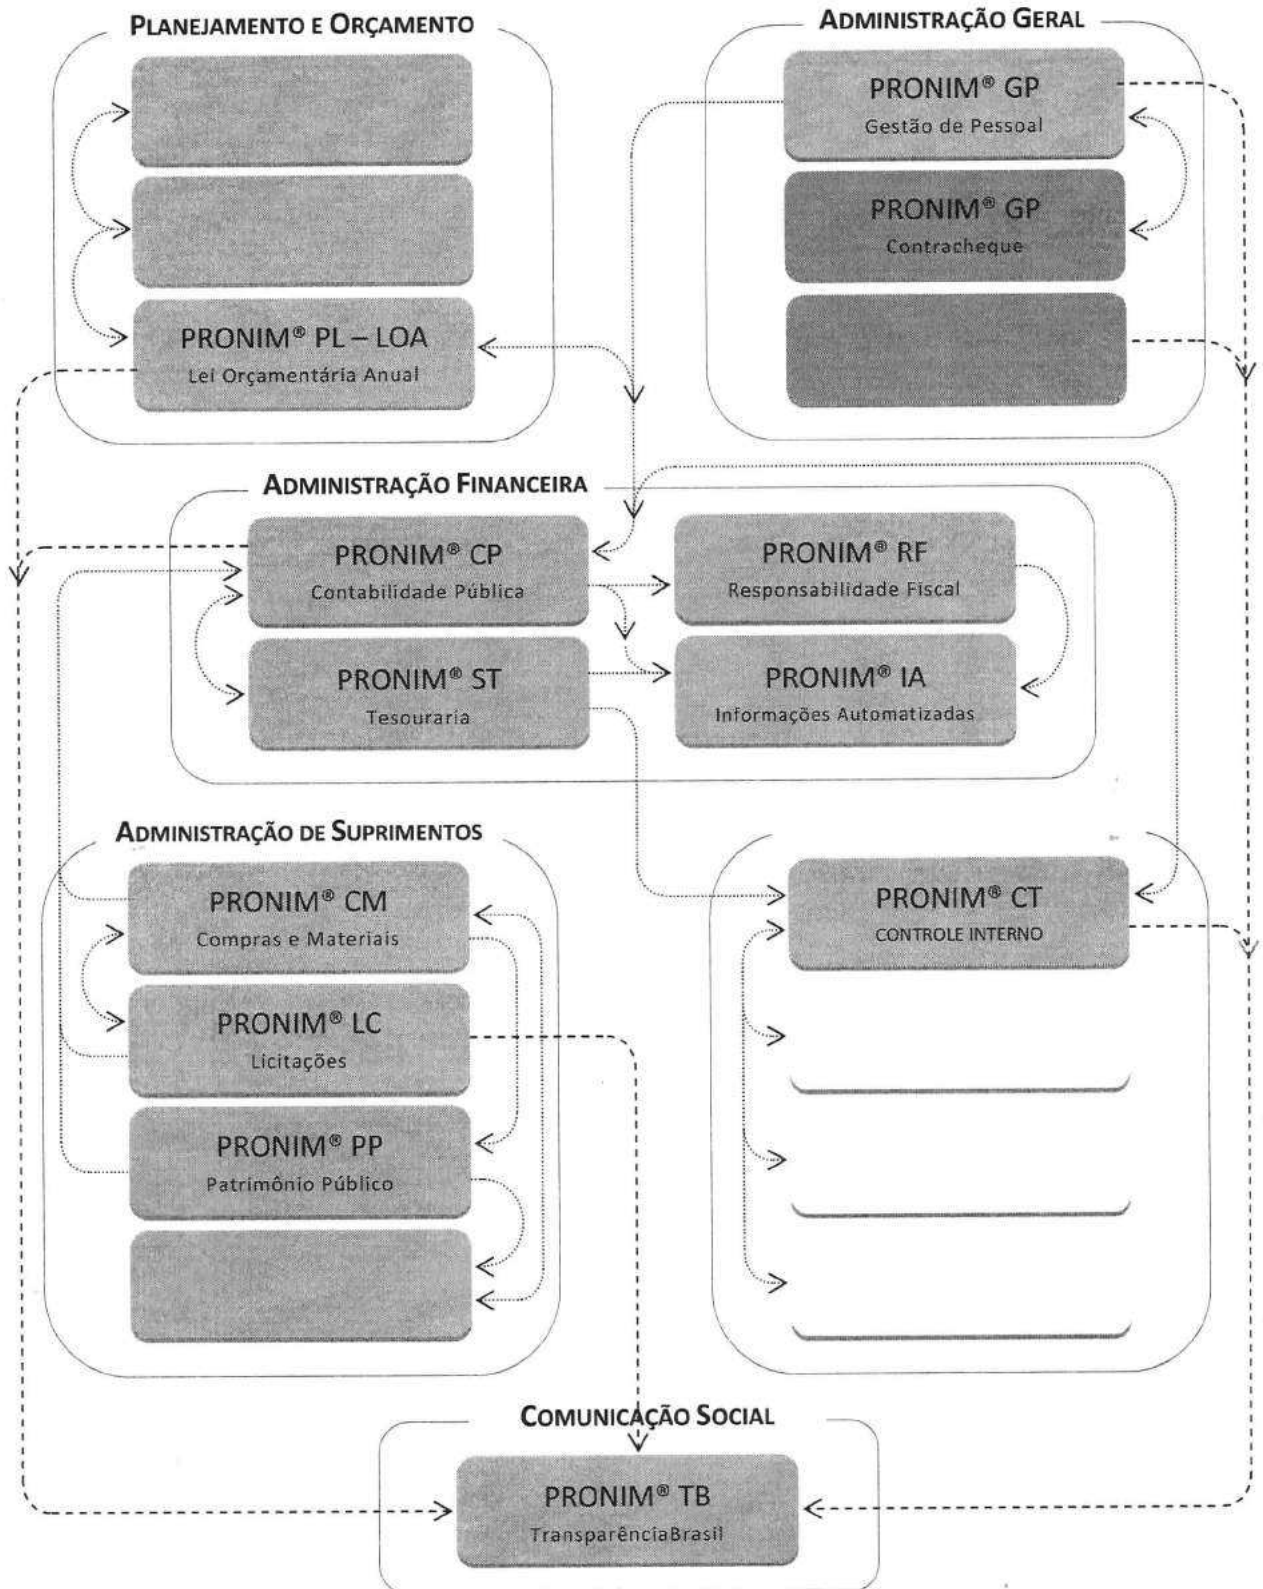 PLANEJAMENTO E ORÇAMENTO
PRONIM® PL – LOA
Lei Orçamentária Anual
ADMINISTRAÇÃO GERAL
PRONIM® GP
Gestão de Pessoal
PRONIM® GP
Contracheque
ADMINISTRAÇÃO FINANCEIRA
PRONIM® CP
Contabilidade Pública
PRONIM® RF
Responsabilidade Fiscal
PRONIM® ST
Tesouraria
PRONIM® IA
Informações Automatizadas
ADMINISTRAÇÃO DE SUPRIMENTOS
PRONIM® CM
Compras e Materiais
PRONIM® LC
Licitações
PRONIM® PP
Patrimônio Público
PRONIM® CT
CONTROLE INTERNO
COMUNICAÇÃO SOCIAL
PRONIM® TB
TransparênciaBrasil